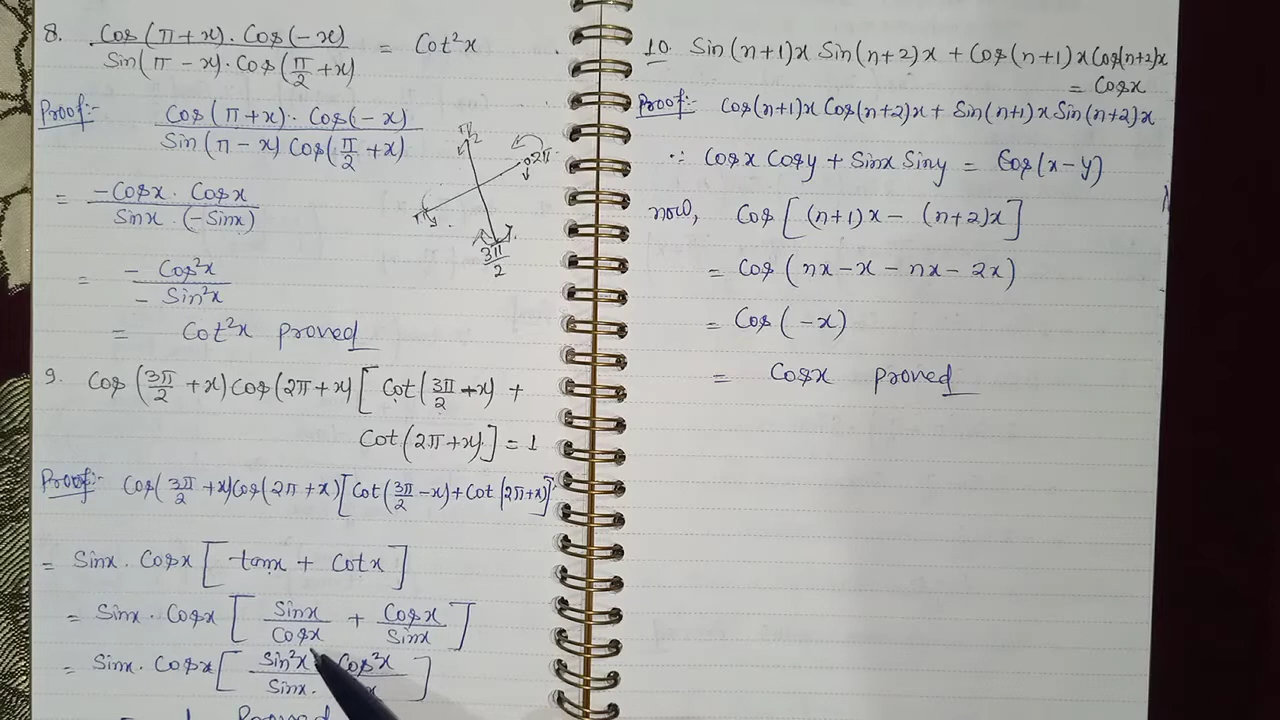 8. Cos(π+x). Cos(-x) / Sin(π-x). Cos(π/2+x) = Cot²x
Proof:- Cos(π+x). Cos(-x) / Sin(π-x) Cos(π/2+x)
π/2
2π
π
3π/2
= -Cosx. Cosx / Sinx. (-Sinx)
= - Cos²x / - Sin²x
= Cot²x proved
9. Cos(3π/2+x) Cos(2π+x) [Cot(3π/2-x) +
Cot(2π+x)] = 1
Proof:- Cos(3π/2+x) Cos(2π+x) [Cot(3π/2-x) + Cot(2π+x)]
= Sinx. Cosx [tanx + Cotx]
= Sinx. Cosx [Sinx/Cosx + Cosx/Sinx]
= Sinx. Cosx [Sin²x Cos²x / Sinx. x]
= 1 Proved
10. Sin(n+1)x Sin(n+2)x + Cos(n+1)x Cos(n+2)x
= Cosx
Proof:- Cos(n+1)x Cos(n+2)x + Sin(n+1)x Sin(n+2)x
∵ Cosx Cosy + Sinx Siny = Cos(x-y)
now, Cos[(n+1)x - (n+2)x]
= Cos(nx-x-nx-2x)
= Cos(-x)
= Cosx proved